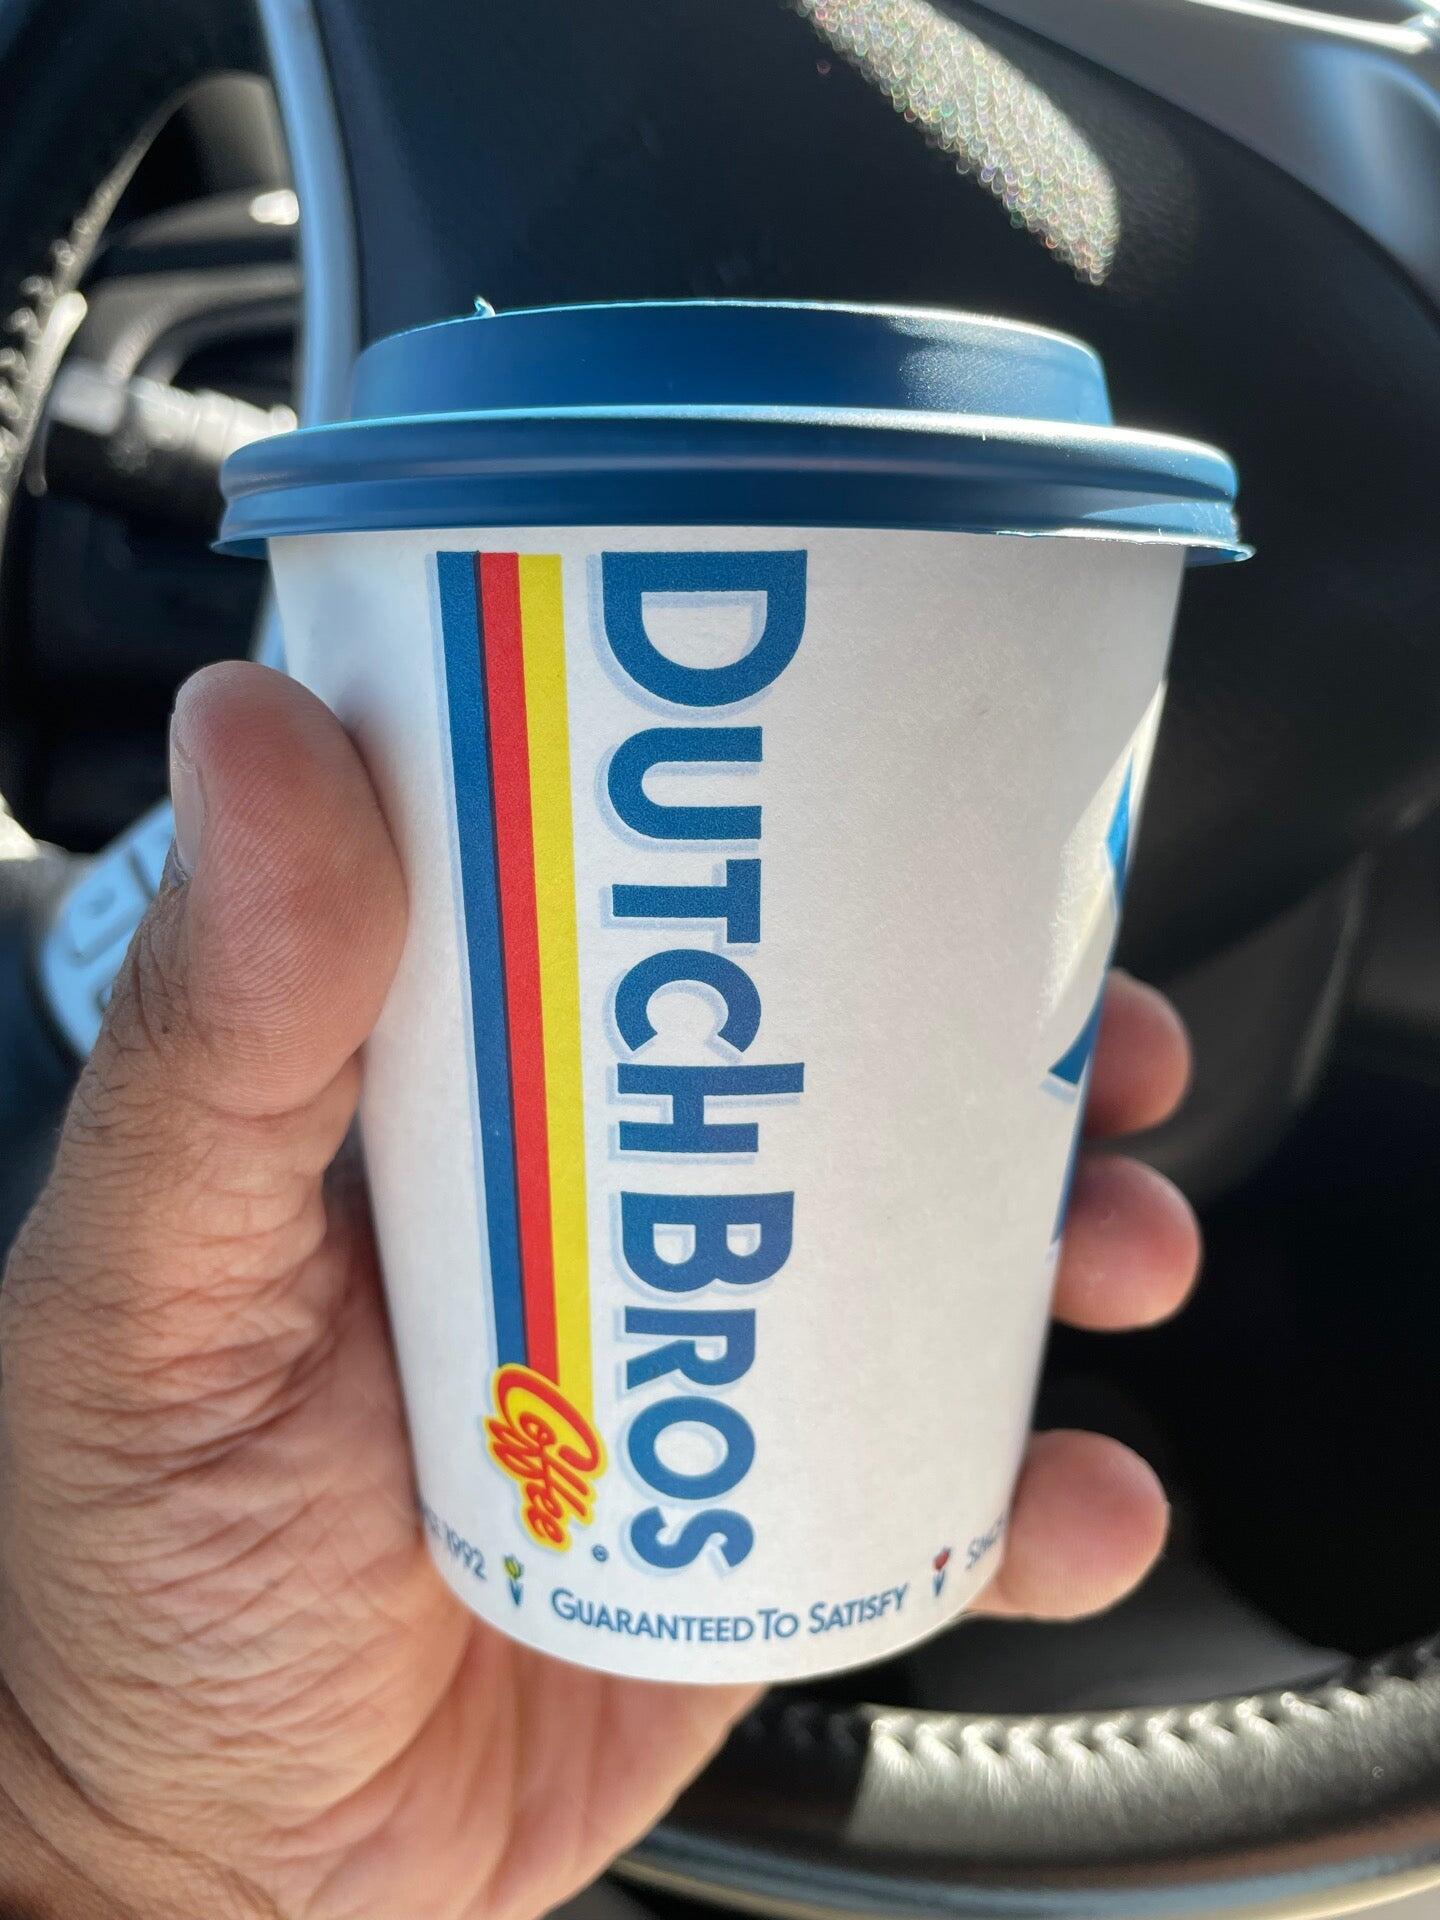 DUTCH BROS
Coffee
®
1992
GUARANTEED TO SATISFY